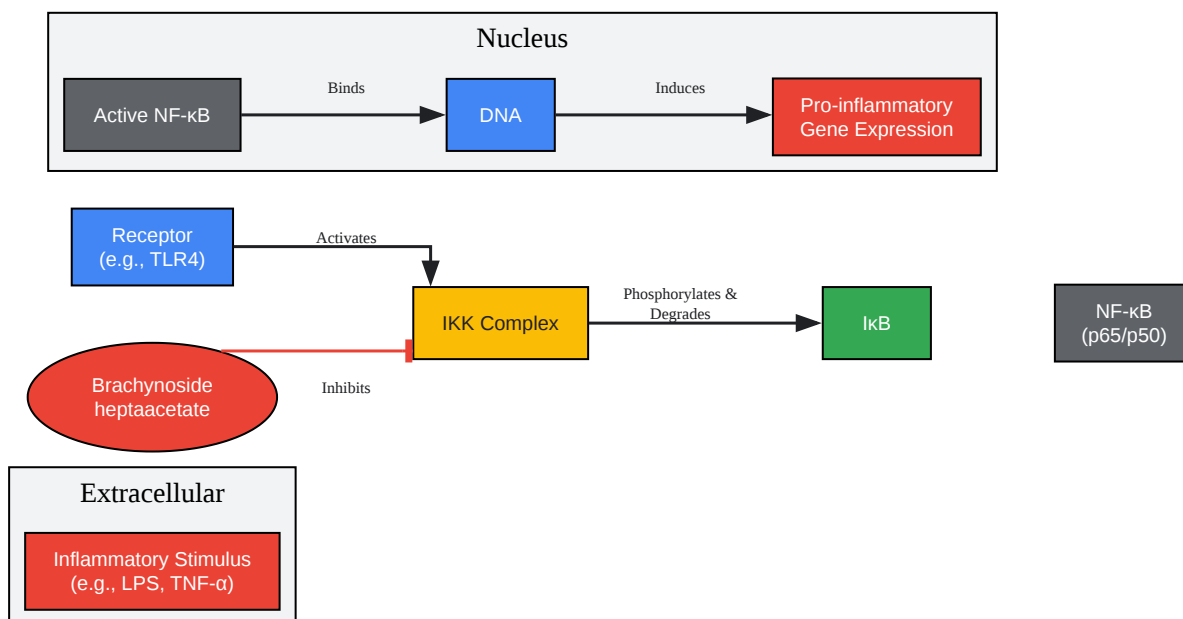 Nucleus
Active NF-κB
Binds
DNA
Induces
Pro-inflammatory
Gene Expression
Receptor
(e.g., TLR4)
Activates
IKK Complex
Phosphorylates &
Degrades
IκB
NF-κB
(p65/p50)
Brachynoside
heptaacetate
Inhibits
Extracellular
Inflammatory Stimulus
(e.g., LPS, TNF-α)